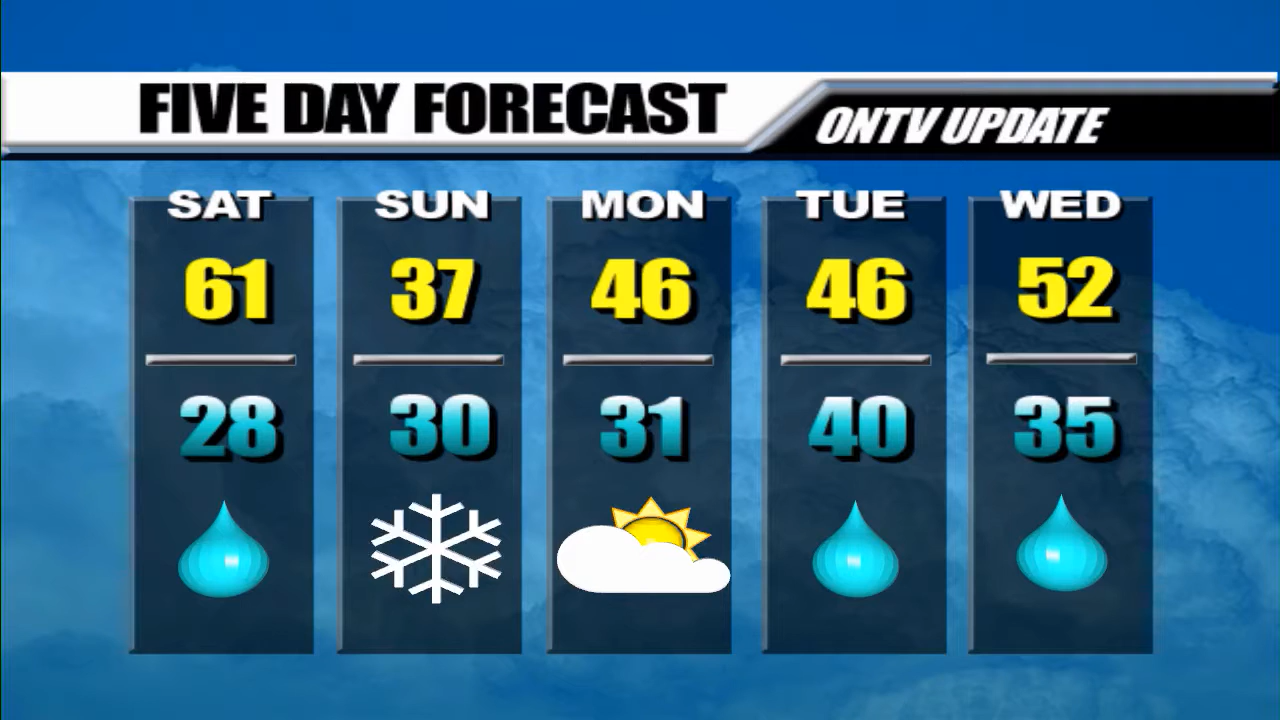 FIVE DAY FORECAST
ONTV UPDATE
SAT SUN MON TUE WED
61 37 46 46 52
28 30 31 40 35